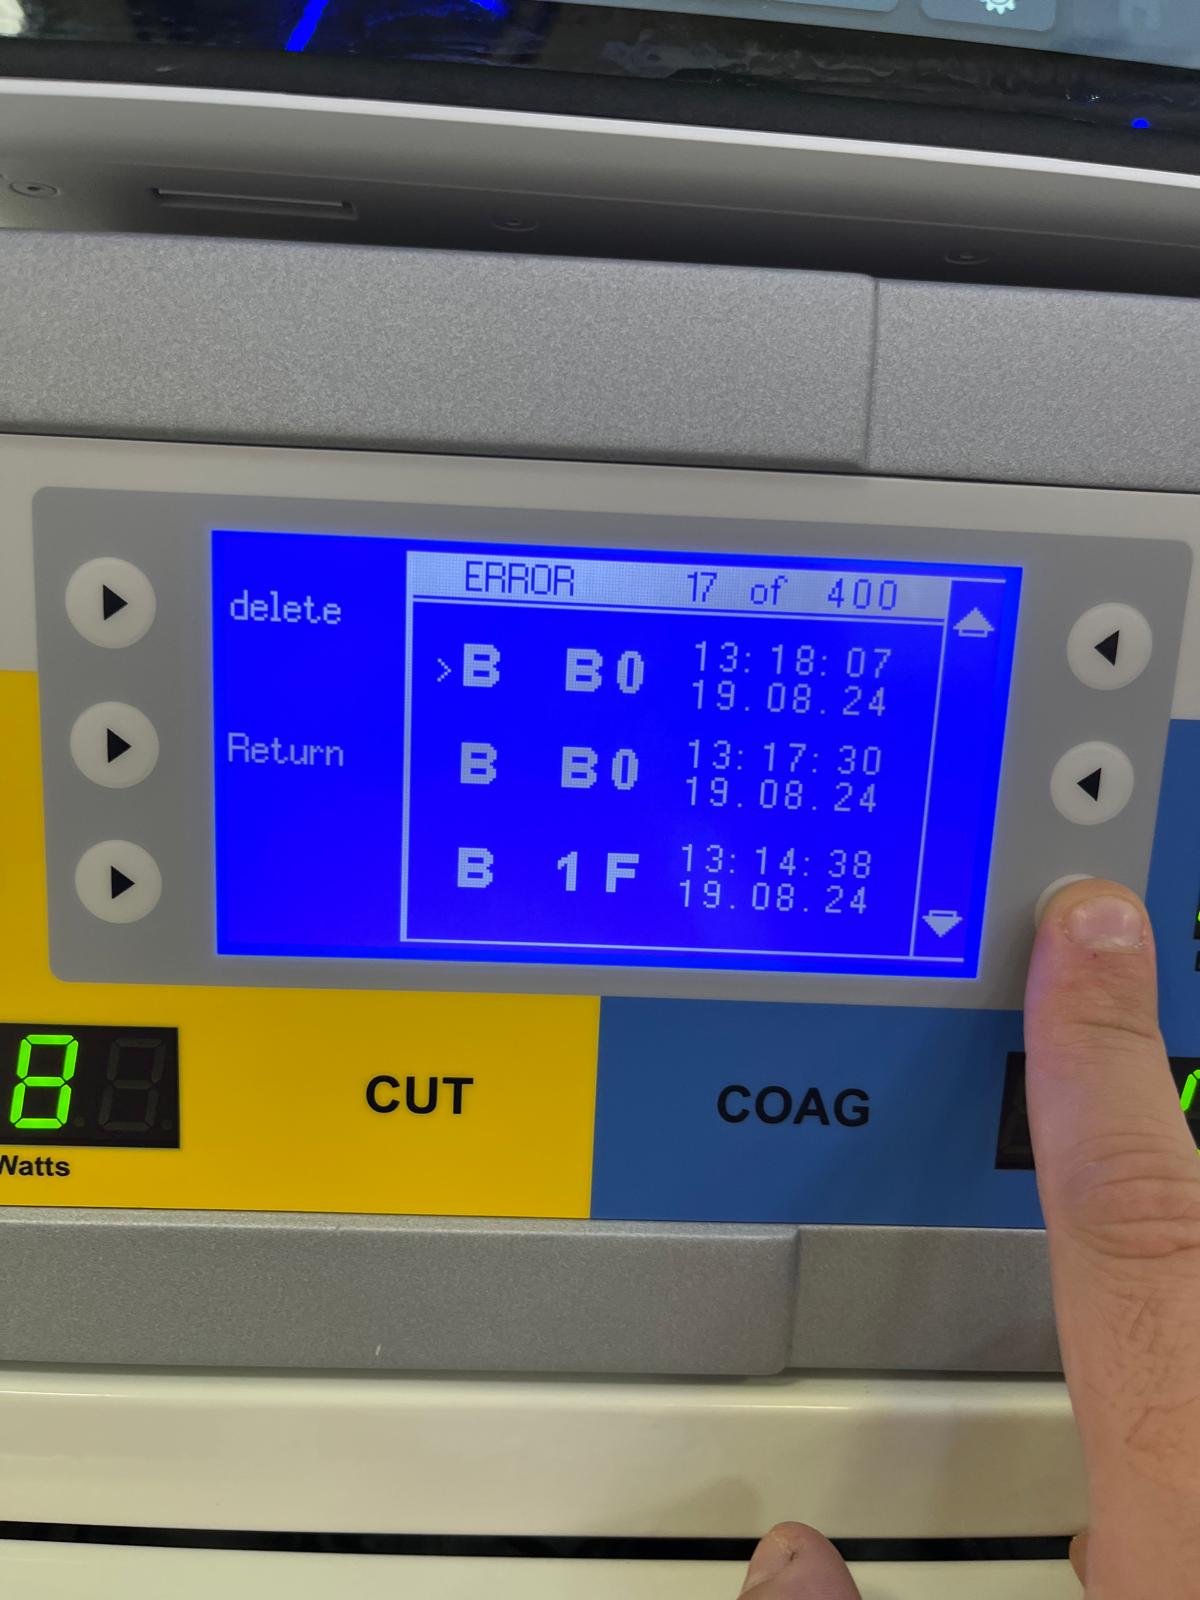 ERROR 17 of 400
delete
>B B0 13:18:07
19.08.24
Return
B B0 13:17:30
19.08.24
B 1F 13:14:38
19.08.24
8
Watts
CUT
COAG